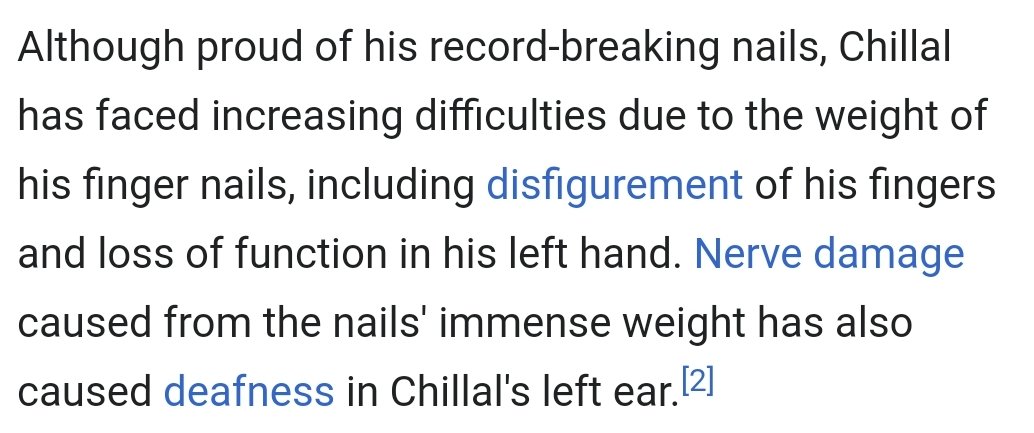 Although proud of his record-breaking nails, Chillal
has faced increasing difficulties due to the weight of
his finger nails, including disfigurement of his fingers
and loss of function in his left hand. Nerve damage
caused from the nails' immense weight has also
caused deafness in Chillal's left ear.[2]